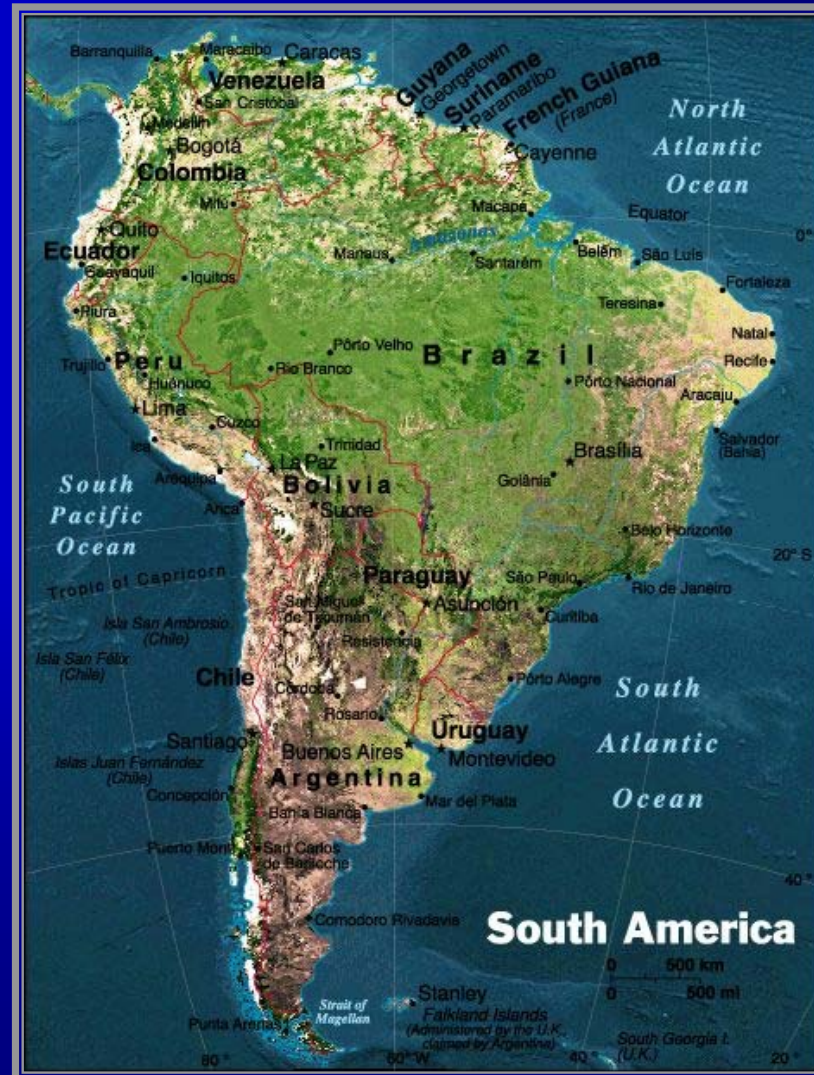 Barranquilla
Maracaibo
Caracas
Venezuela
San Cristóbal
Guyana
Georgetown
Suriname
Paramaribo
French Guiana
(France)
Cayenne
North
Atlantic
Ocean
Medellín
Bogotá
Colombia
Mitú
Macapá
Equator
0°
Quito
Ecuador
Guayaquil
Iquitos
Manaus
Amazonas
Santarém
Belém
São Luís
Fortaleza
Teresina
Piura
Natal
Trujillo
Peru
Huánuco
Pôrto Velho
Rio Branco
Brazil
Recife
Pôrto Nacional
Aracaju
Lima
Cuzco
Ica
Trinidad
Brasília
Salvador
(Bahia)
Arequipa
La Paz
Bolivia
Goiânia
South
Pacific
Ocean
Arica
Sucre
Belo Horizonte
20° S
Tropic of Capricorn
Paraguay
São Paulo
Rio de Janeiro
Isla San Ambrosio
(Chile)
San Miguel
de Tucumán
Asunción
Curitiba
Isla San Félix
(Chile)
Resistencia
Chile
Córdoba
Pôrto Alegre
South
Atlantic
Ocean
Rosario
Santiago
Uruguay
Buenos Aires
Montevideo
Islas Juan Fernández
(Chile)
Argentina
Concepción
Mar del Plata
Bahía Blanca
Puerto Montt
San Carlos
de Bariloche
40°
Comodoro Rivadavia
South America
0 500 km
0 500 mi
Strait of
Magellan
Stanley
Falkland Islands
(Administered by the U.K.,
claimed by Argentina)
Punta Arenas
South Georgia I.
(U.K.)
80°
60° W
40°
20°